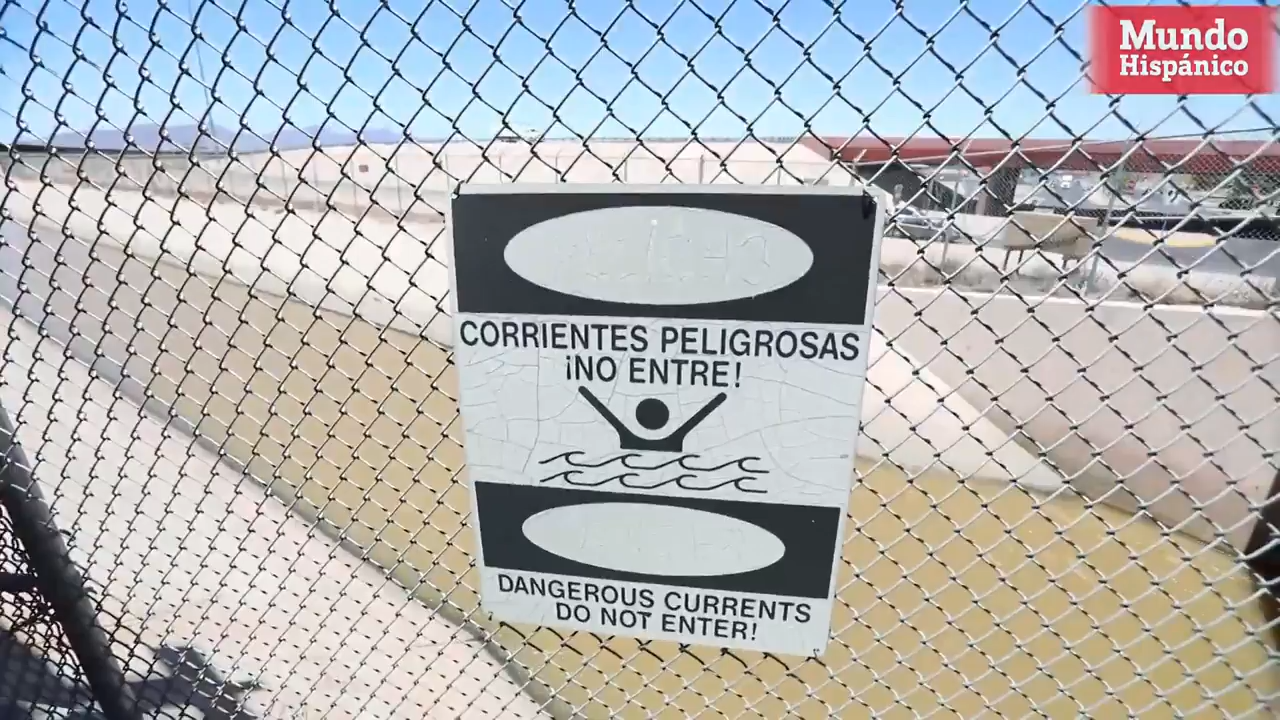 Mundo
Hispánico
CORRIENTES PELIGROSAS
¡NO ENTRE!
DANGEROUS CURRENTS
DO NOT ENTER!